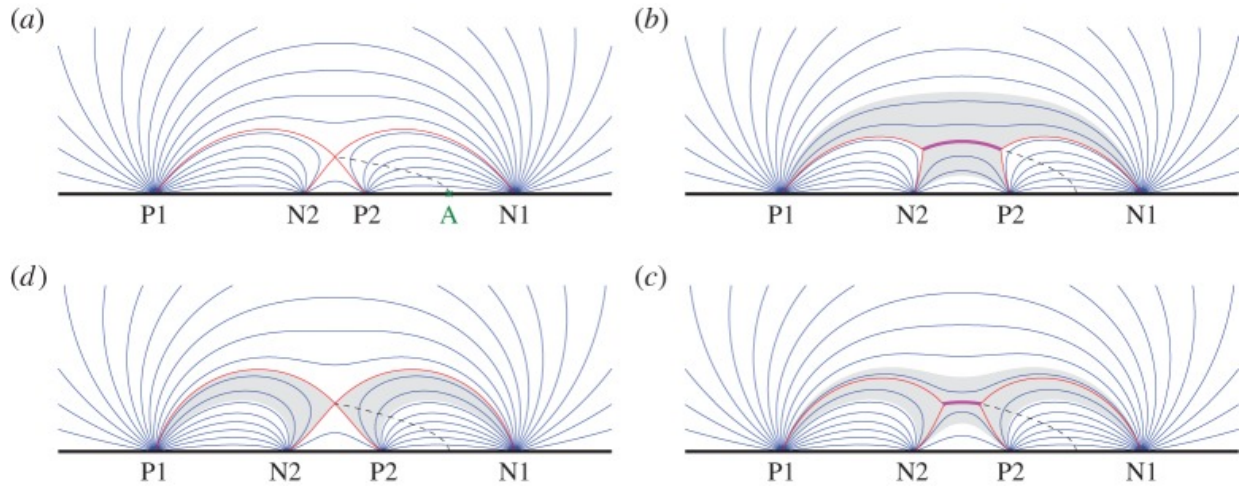 (a)
P1 N2 P2 A N1
(b)
P1 N2 P2 N1
(d)
P1 N2 P2 N1
(c)
P1 N2 P2 N1